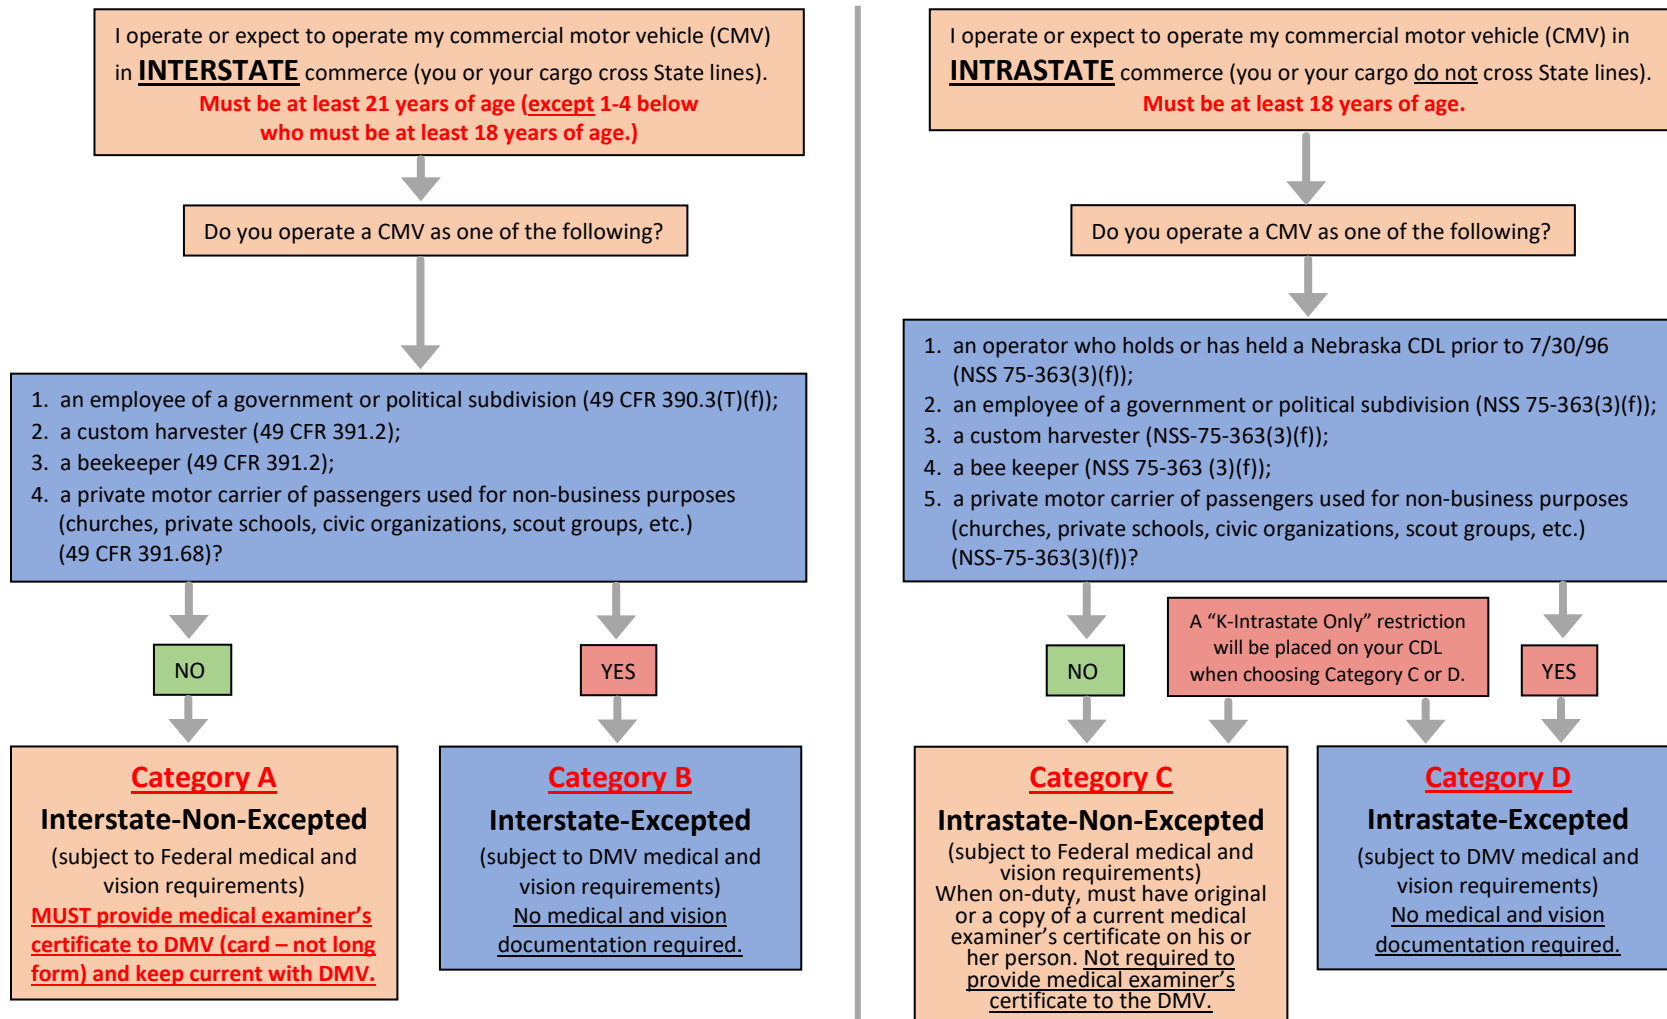 I operate or expect to operate my commercial motor vehicle (CMV)
in INTERSTATE commerce (you or your cargo cross State lines).
Must be at least 21 years of age (except 1-4 below
who must be at least 18 years of age.)
Do you operate a CMV as one of the following?
1. an employee of a government or political subdivision (49 CFR 390.3(T)(f));
2. a custom harvester (49 CFR 391.2);
3. a beekeeper (49 CFR 391.2);
4. a private motor carrier of passengers used for non-business purposes
(churches, private schools, civic organizations, scout groups, etc.)
(49 CFR 391.68)?
NO
YES
Category A
Interstate-Non-Excepted
(subject to Federal medical and
vision requirements)
MUST provide medical examiner’s
certificate to DMV (card – not long
form) and keep current with DMV.
Category B
Interstate-Excepted
(subject to DMV medical and
vision requirements)
No medical and vision
documentation required.
I operate or expect to operate my commercial motor vehicle (CMV) in
INTRASTATE commerce (you or your cargo do not cross State lines).
Must be at least 18 years of age.
Do you operate a CMV as one of the following?
1. an operator who holds or has held a Nebraska CDL prior to 7/30/96
(NSS 75-363(3)(f));
2. an employee of a government or political subdivision (NSS 75-363(3)(f));
3. a custom harvester (NSS-75-363(3)(f));
4. a bee keeper (NSS 75-363 (3)(f));
5. a private motor carrier of passengers used for non-business purposes
(churches, private schools, civic organizations, scout groups, etc.)
(NSS-75-363(3)(f))?
NO
A “K-Intrastate Only” restriction
will be placed on your CDL
when choosing Category C or D.
YES
Category C
Intrastate-Non-Excepted
(subject to Federal medical and
vision requirements)
When on-duty, must have original
or a copy of a current medical
examiner’s certificate on his or
her person. Not required to
provide medical examiner’s
certificate to the DMV.
Category D
Intrastate-Excepted
(subject to DMV medical and
vision requirements)
No medical and vision
documentation required.